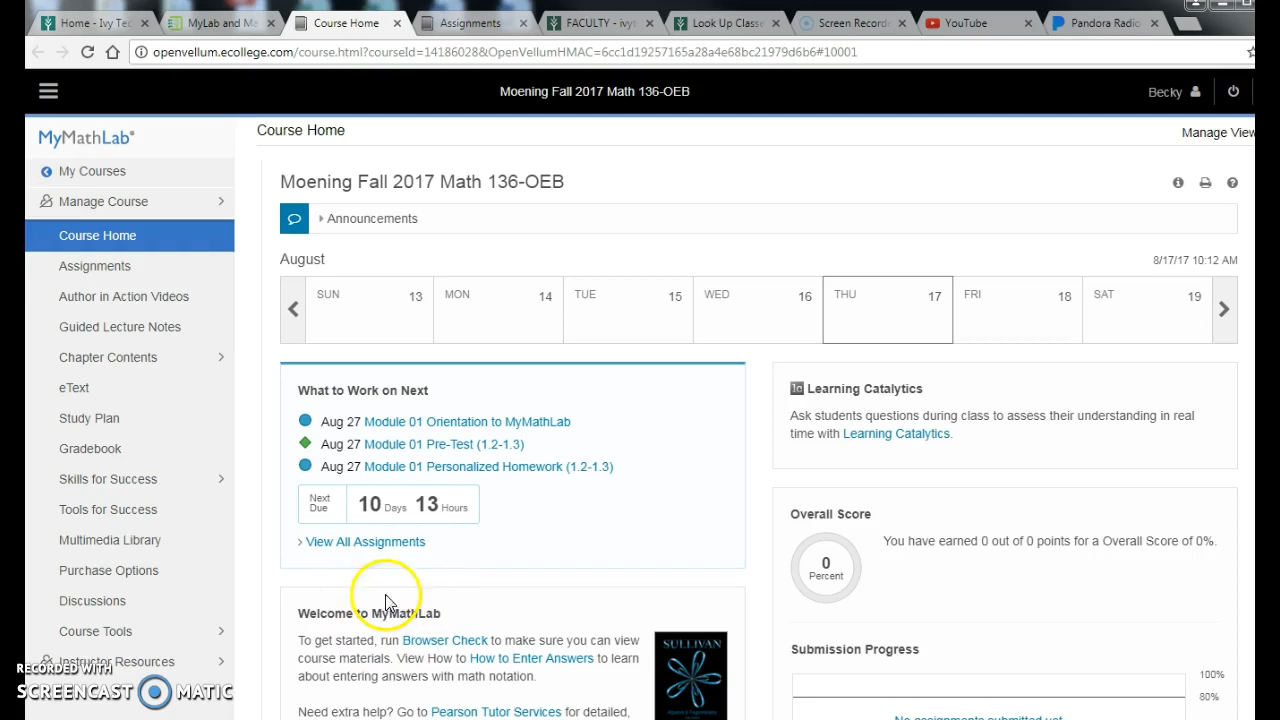 Home - Ivy Tec
MyLab and Ma
Course Home
Assignments
FACULTY - ivyt
Look Up Classe
Screen Recorde
YouTube
Pandora Radio
openvellum.ecollege.com/course.html?courseId=14186028&OpenVellumHMAC=6cc1d19257165a28a4e68bc21979d6b6#10001
Moening Fall 2017 Math 136-OEB
Becky
MyMathLab®
My Courses
Manage Course
Course Home
Assignments
Author in Action Videos
Guided Lecture Notes
Chapter Contents
eText
Study Plan
Gradebook
Skills for Success
Tools for Success
Multimedia Library
Purchase Options
Discussions
Course Tools
Instructor Resources
RECORDED WITH
SCREENCAST MATIC
Course Home
Manage View
Moening Fall 2017 Math 136-OEB
Announcements
August
8/17/17 10:12 AM
SUN 13
MON 14
TUE 15
WED 16
THU 17
FRI 18
SAT 19
What to Work on Next
Aug 27 Module 01 Orientation to MyMathLab
Aug 27 Module 01 Pre-Test (1.2-1.3)
Aug 27 Module 01 Personalized Homework (1.2-1.3)
Next Due
10 Days 13 Hours
View All Assignments
Welcome to MyMathLab
To get started, run Browser Check to make sure you can view
course materials. View How to How to Enter Answers to learn
about entering answers with math notation.
Need extra help? Go to Pearson Tutor Services for detailed,
SULLIVAN
Learning Catalytics
Ask students questions during class to assess their understanding in real
time with Learning Catalytics.
Overall Score
0
Percent
You have earned 0 out of 0 points for a Overall Score of 0%.
Submission Progress
100%
80%
No assignments submitted yet